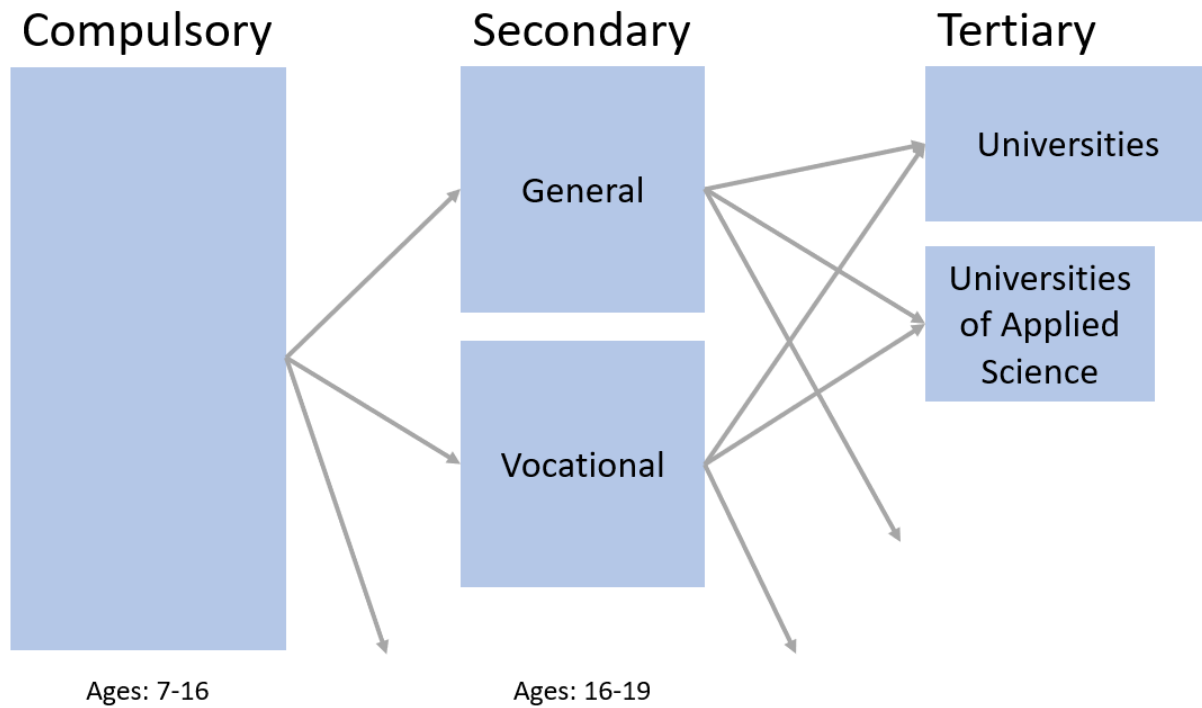 Compulsory
Secondary
Tertiary
General
Vocational
Universities
Universities
of Applied
Science
Ages: 7-16
Ages: 16-19